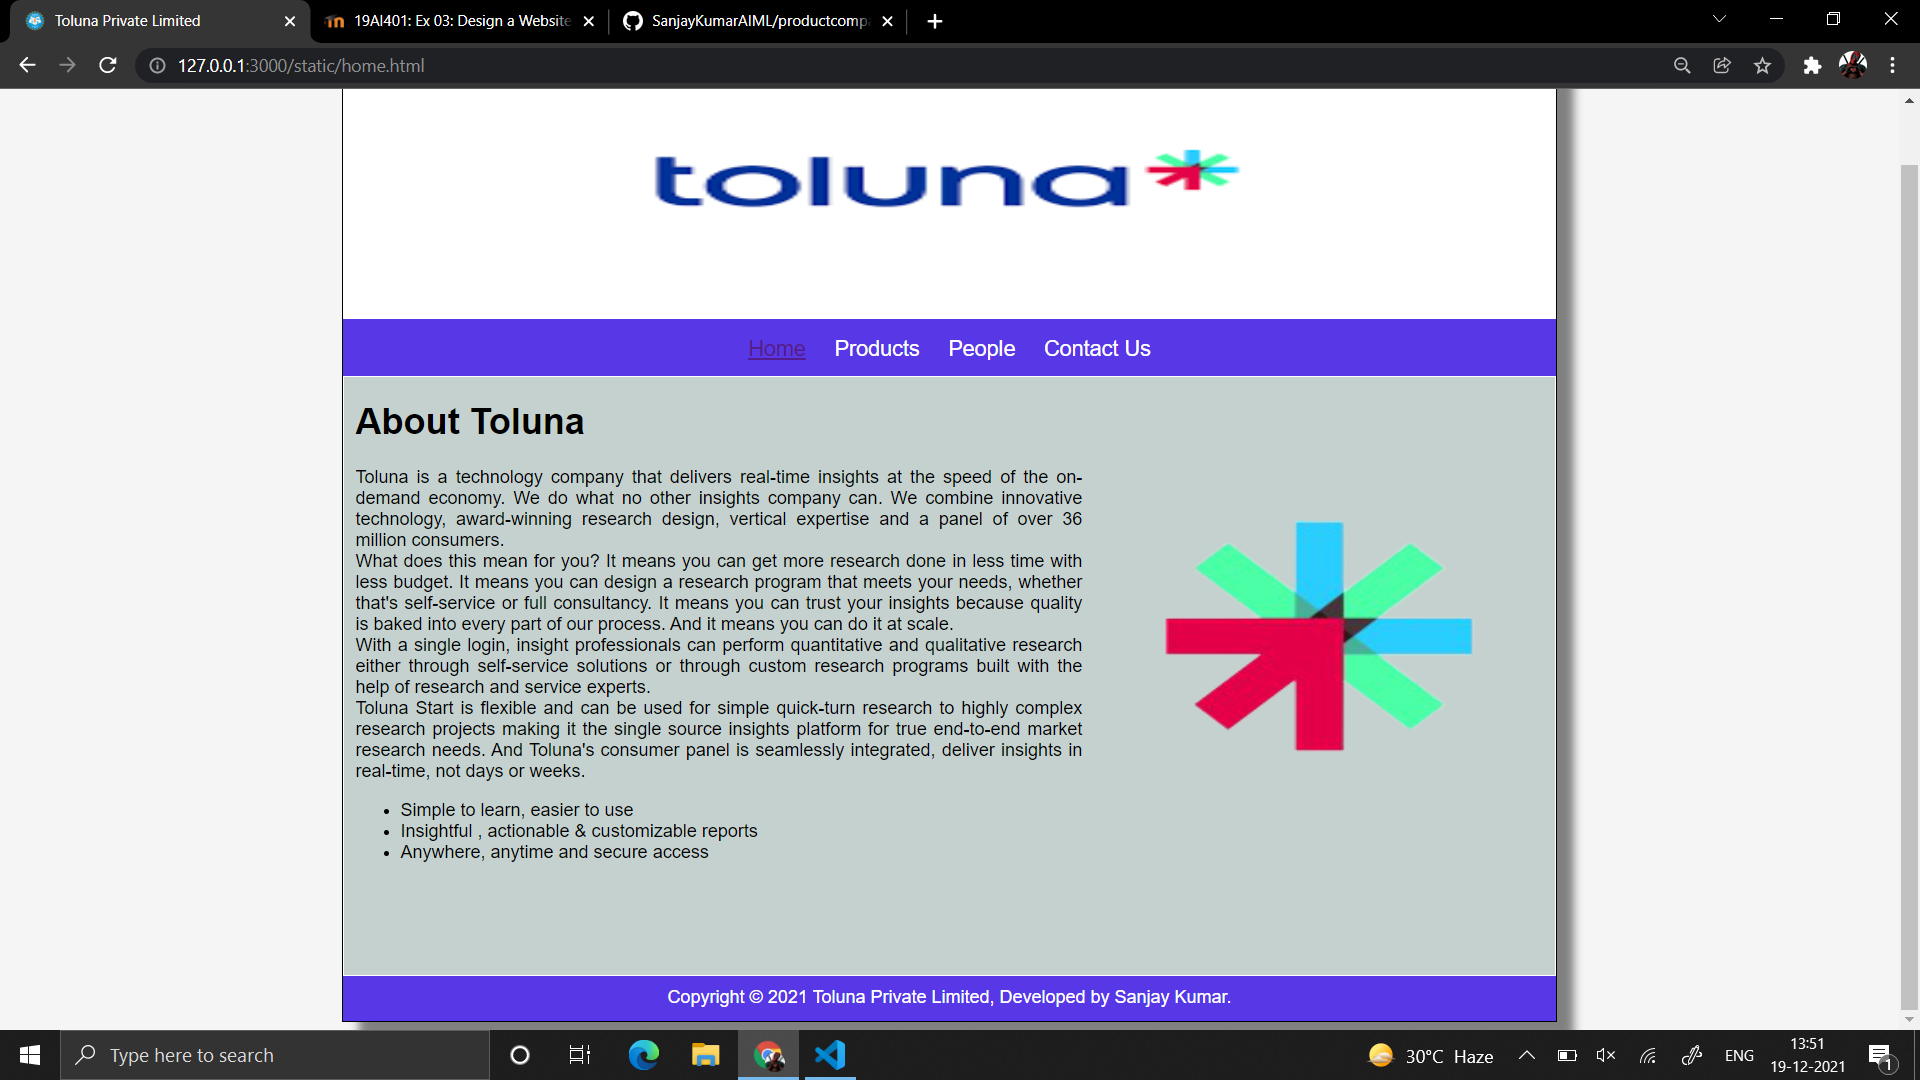 Toluna Private Limited
19AI401: Ex 03: Design a Website
SanjayKumarAIML/productcomp
127.0.0.1:3000/static/home.html
toluna
Home Products People Contact Us
About Toluna
Toluna is a technology company that delivers real-time insights at the speed of the on-
demand economy. We do what no other insights company can. We combine innovative
technology, award-winning research design, vertical expertise and a panel of over 36
million consumers.
What does this mean for you? It means you can get more research done in less time with
less budget. It means you can design a research program that meets your needs, whether
that's self-service or full consultancy. It means you can trust your insights because quality
is baked into every part of our process. And it means you can do it at scale.
With a single login, insight professionals can perform quantitative and qualitative research
either through self-service solutions or through custom research programs built with the
help of research and service experts.
Toluna Start is flexible and can be used for simple quick-turn research to highly complex
research projects making it the single source insights platform for true end-to-end market
research needs. And Toluna's consumer panel is seamlessly integrated, deliver insights in
real-time, not days or weeks.
• Simple to learn, easier to use
• Insightful , actionable & customizable reports
• Anywhere, anytime and secure access
Copyright © 2021 Toluna Private Limited, Developed by Sanjay Kumar.
Type here to search
30°C Haze
ENG
13:51
19-12-2021
1